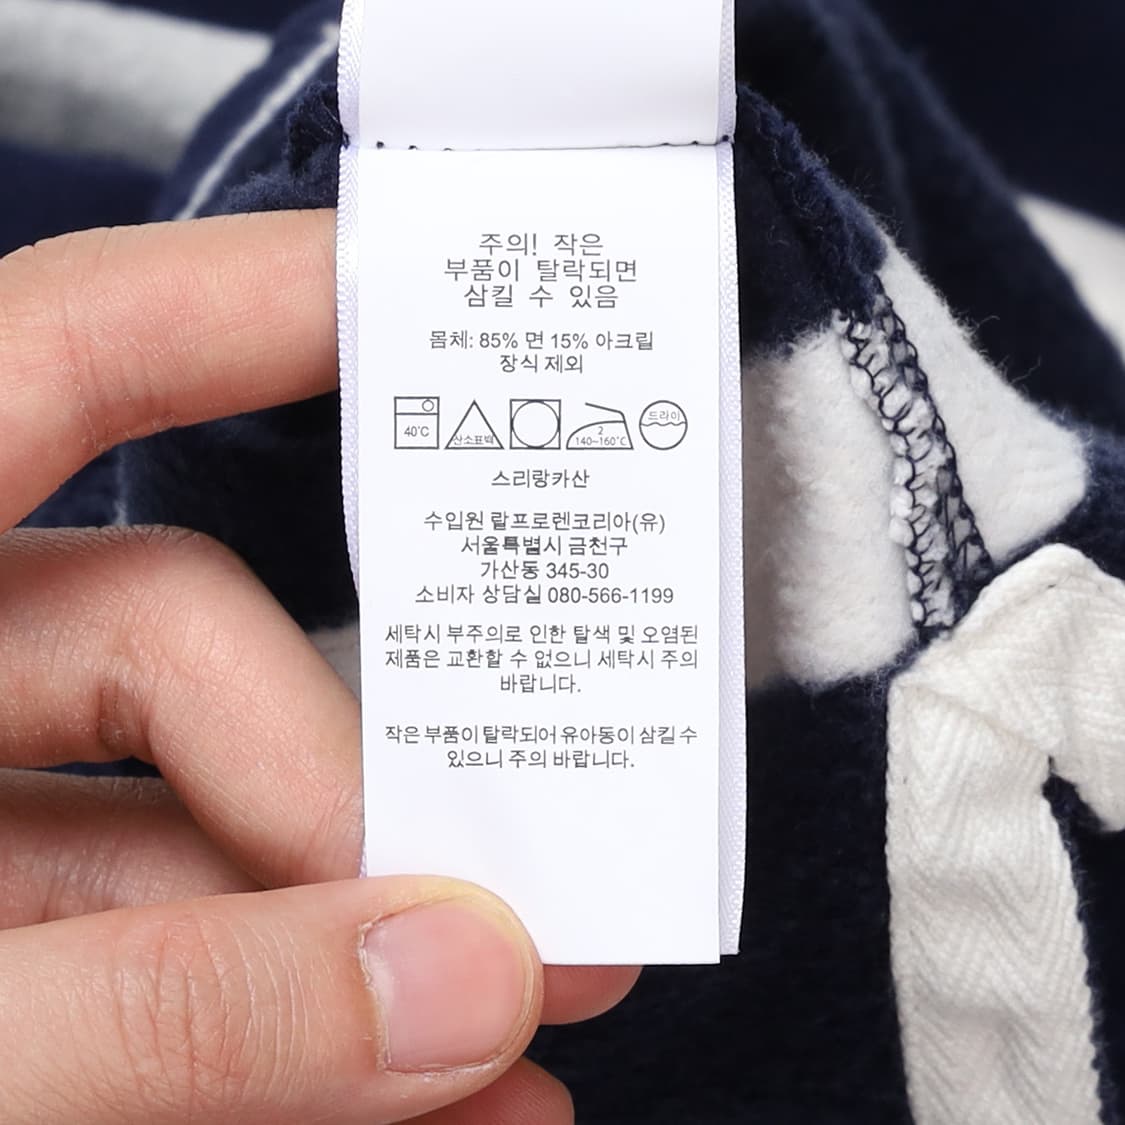 주의! 작은
부품이 탈락되면
삼킬 수 있음
몸체: 85% 면 15% 아크릴
장식 제외
40°C
산소표백
2
140~160°C
드라이
스리랑카산
수입원 랄프로렌코리아(유)
서울특별시 금천구
가산동 345-30
소비자 상담실 080-566-1199
세탁시 부주의로 인한 탈색 및 오염된
제품은 교환할 수 없으니 세탁시 주의
바랍니다.
작은 부품이 탈락되어 유아동이 삼킬 수
있으니 주의 바랍니다.